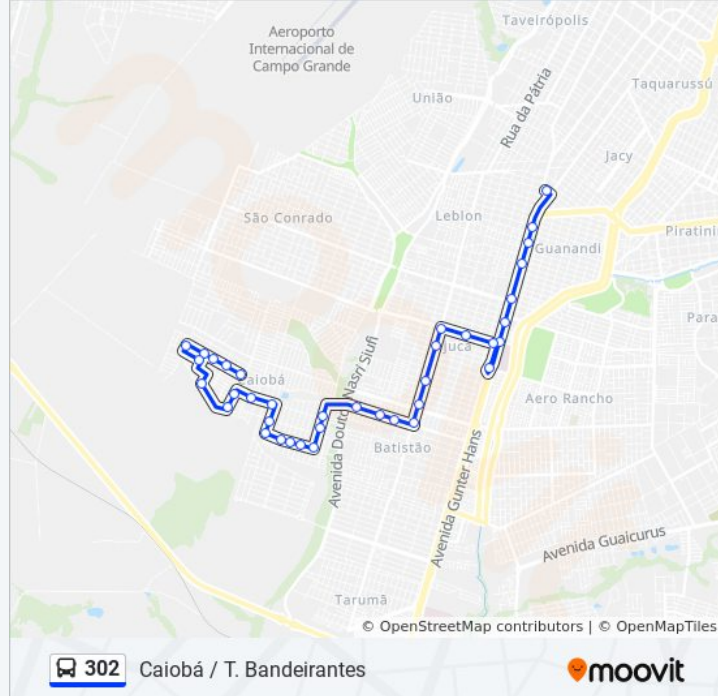 Taveirópolis
Aeroporto
Internacional de
Campo Grande
Taquarussú
União
Rua da Pátria
Jacy
São Conrado
Leblon
Guanandi
Piratini
Para
Juca
Caiobá
Avenida Doutor Nasri Siufi
Aero Rancho
Batistão
Avenida Gunter Hans
Avenida Guaicurus
Tarumã
© OpenStreetMap contributors | © OpenMapTiles
302 Caiobá / T. Bandeirantes
moovit